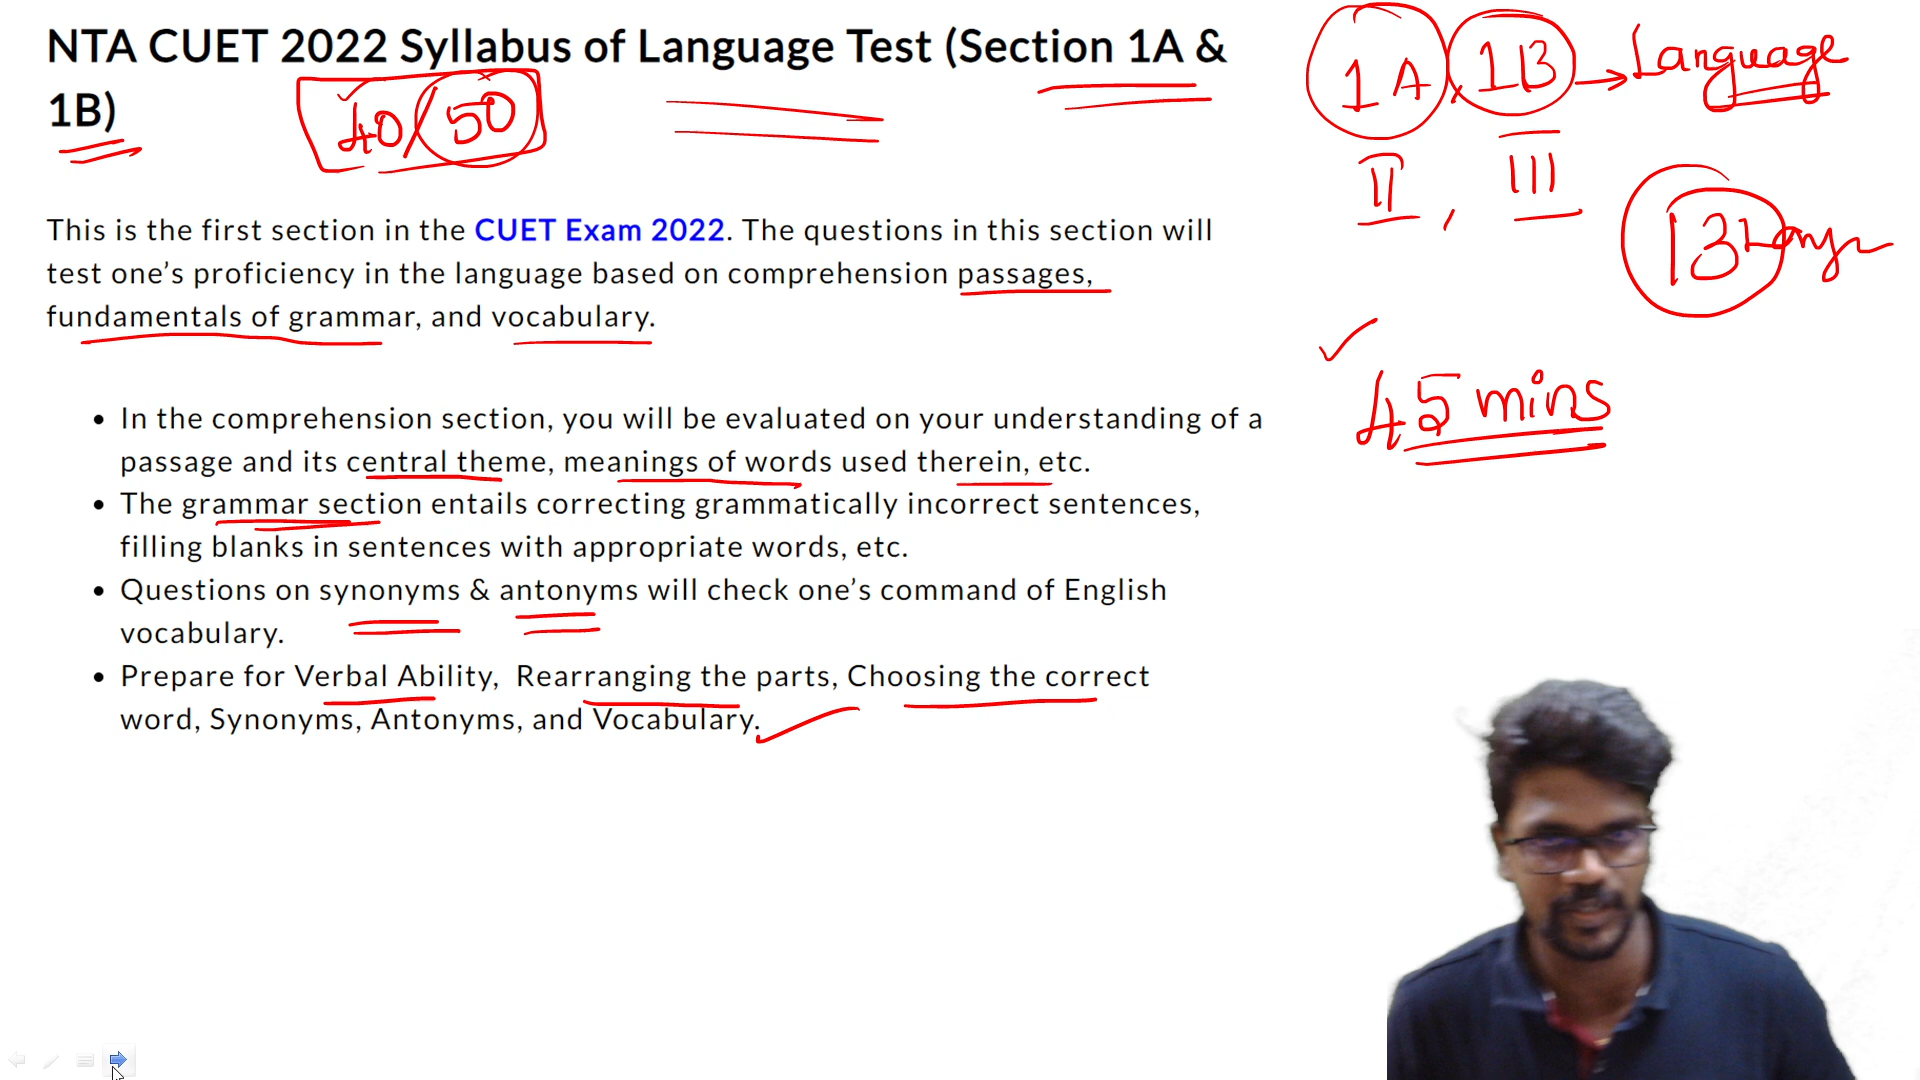 NTA CUET 2022 Syllabus of Language Test (Section 1A &
1B)
40/50
1A, 1B → Language
II, III
13 Langu
45 mins
This is the first section in the CUET Exam 2022. The questions in this section will
test one’s proficiency in the language based on comprehension passages,
fundamentals of grammar, and vocabulary.
• In the comprehension section, you will be evaluated on your understanding of a
passage and its central theme, meanings of words used therein, etc.
• The grammar section entails correcting grammatically incorrect sentences,
filling blanks in sentences with appropriate words, etc.
• Questions on synonyms & antonyms will check one’s command of English
vocabulary.
• Prepare for Verbal Ability,  Rearranging the parts, Choosing the correct
word, Synonyms, Antonyms, and Vocabulary.